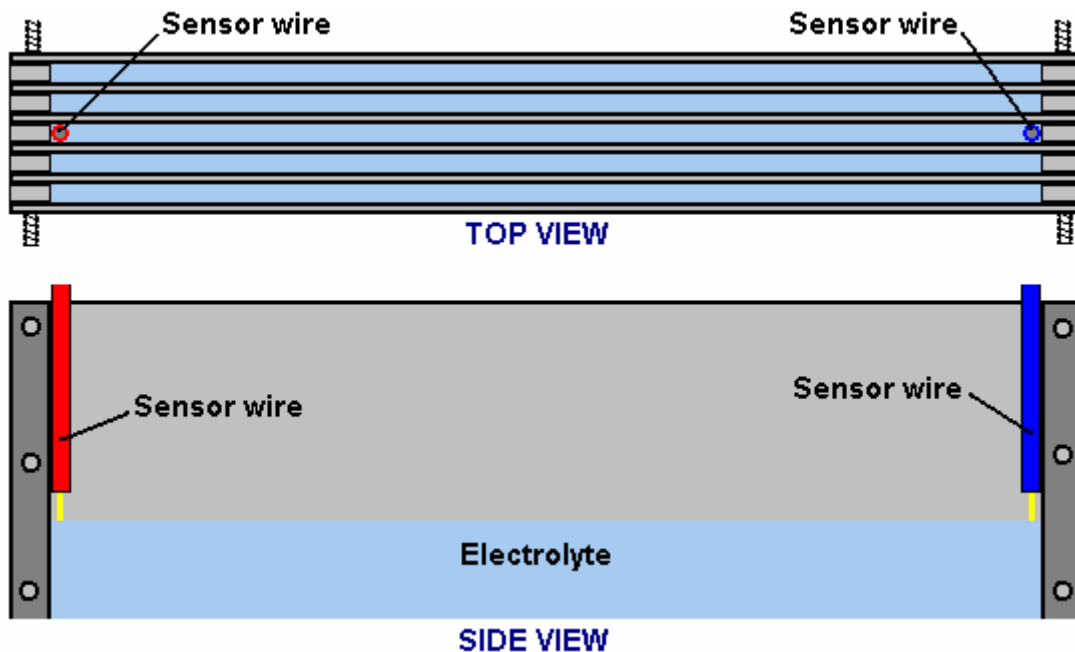 Sensor wire
Sensor wire
TOP VIEW
Sensor wire
Sensor wire
Electrolyte
SIDE VIEW